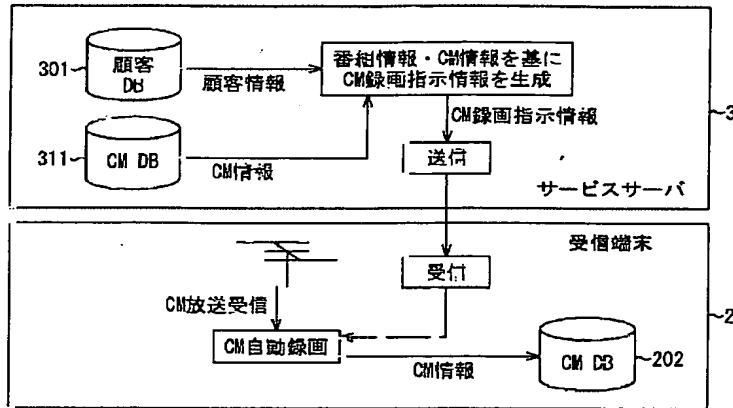 301
顧客
DB
顧客情報
番組情報・CM情報を基に
CM録画指示情報を生成
3
CM録画指示情報
311
CM DB
CM情報
送付
サービスサーバ
受信端末
受付
CM放送受信
2
CM自動録画
CM情報
CM DB
202